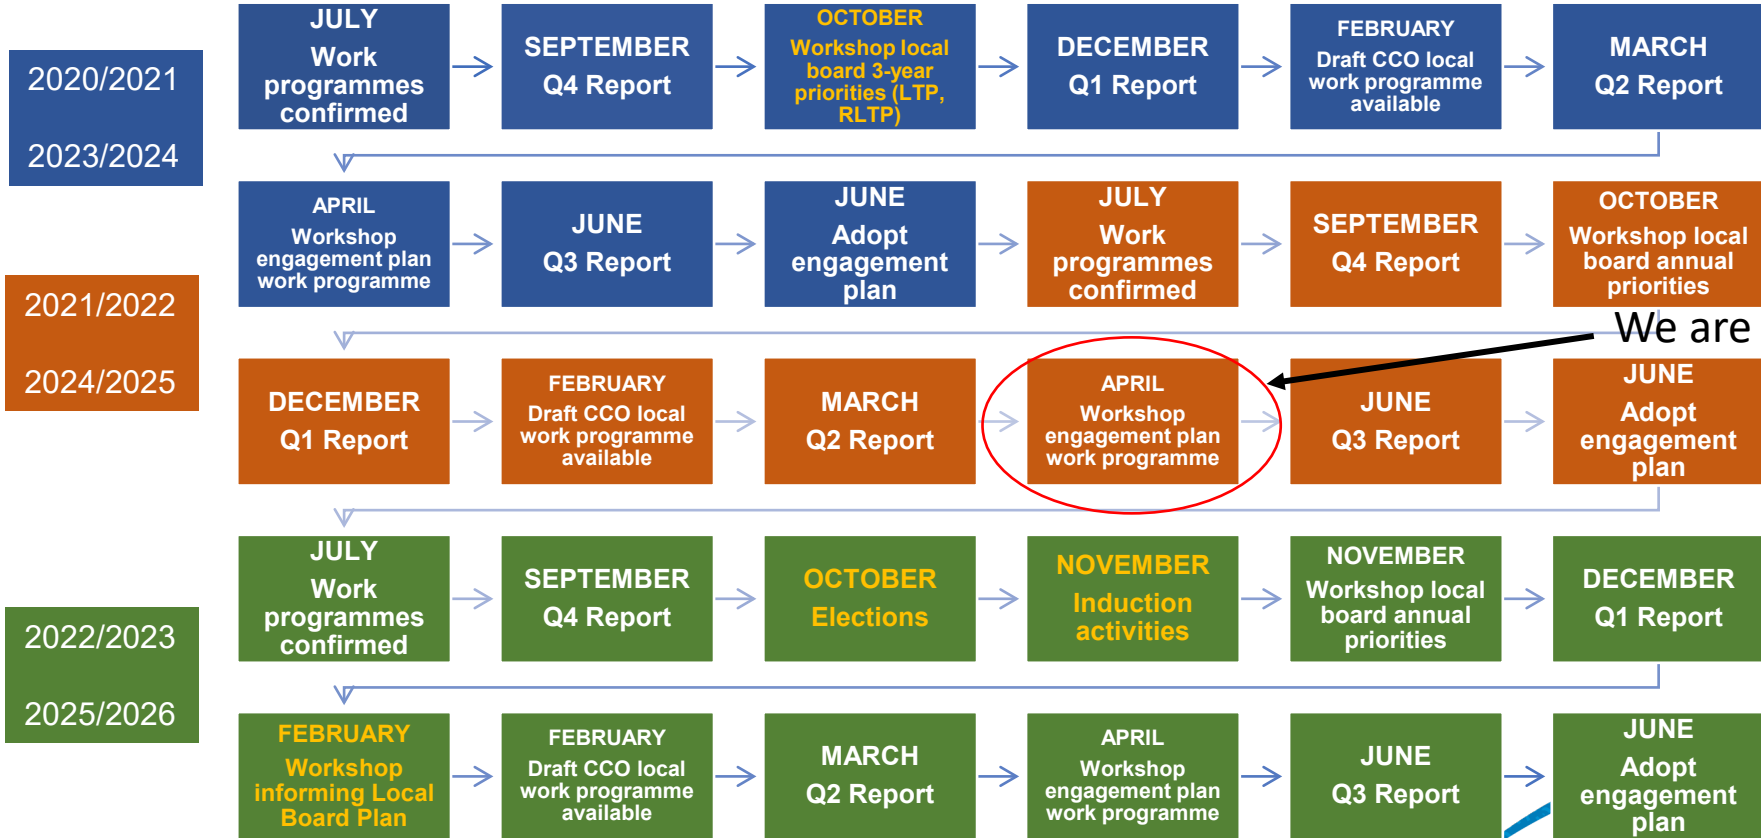 2020/2021
2023/2024
JULY
Work
programmes
confirmed
SEPTEMBER
Q4 Report
OCTOBER
Workshop local
board 3-year
priorities (LTP,
RLTP)
DECEMBER
Q1 Report
FEBRUARY
Draft CCO local
work programme
available
MARCH
Q2 Report
APRIL
Workshop
engagement plan
work programme
JUNE
Q3 Report
JUNE
Adopt
engagement
plan
2021/2022
2024/2025
JULY
Work
programmes
confirmed
SEPTEMBER
Q4 Report
OCTOBER
Workshop local
board annual
priorities
We are
DECEMBER
Q1 Report
FEBRUARY
Draft CCO local
work programme
available
MARCH
Q2 Report
APRIL
Workshop
engagement plan
work programme
JUNE
Q3 Report
JUNE
Adopt
engagement
plan
2022/2023
2025/2026
JULY
Work
programmes
confirmed
SEPTEMBER
Q4 Report
OCTOBER
Elections
NOVEMBER
Induction
activities
NOVEMBER
Workshop local
board annual
priorities
DECEMBER
Q1 Report
FEBRUARY
Workshop
informing Local
Board Plan
FEBRUARY
Draft CCO local
work programme
available
MARCH
Q2 Report
APRIL
Workshop
engagement plan
work programme
JUNE
Q3 Report
JUNE
Adopt
engagement
plan